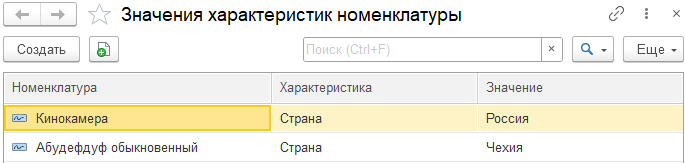 Значения характеристик номенклатуры
Создать Поиск (Ctrl+F) × Еще
Номенклатура Характеристика Значение
Кинокамера Страна Россия
Абудефдуф обыкновенный Страна Чехия